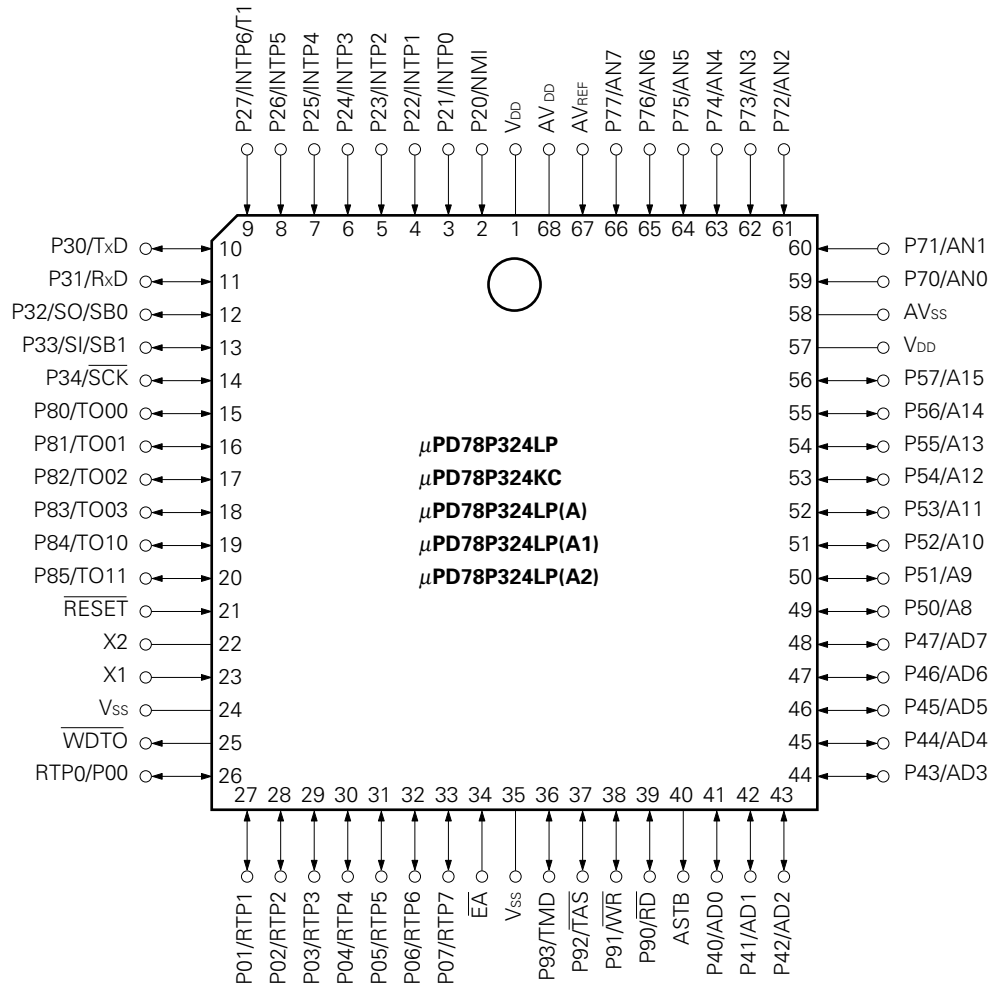 P27/INTP6/T1
P26/INTP5
P25/INTP4
P24/INTP3
P23/INTP2
P22/INTP1
P21/INTP0
P20/NMI
VDD
AVDD
AVREF
P77/AN7
P76/AN6
P75/AN5
P74/AN4
P73/AN3
P72/AN2
9 8 7 6 5 4 3 2 1 68 67 66 65 64 63 62 61
P30/TxD 10
P31/RxD 11
P32/SO/SB0 12
P33/SI/SB1 13
P34/S̅C̅K̅ 14
P80/TO00 15
P81/TO01 16
P82/TO02 17
P83/TO03 18
P84/TO10 19
P85/TO11 20
R̅E̅S̅E̅T̅ 21
X2 22
X1 23
VSS 24
W̅D̅T̅O̅ 25
RTP0/P00 26
μPD78P324LP
μPD78P324KC
μPD78P324LP(A)
μPD78P324LP(A1)
μPD78P324LP(A2)
60 P71/AN1
59 P70/AN0
58 AVSS
57 VDD
56 P57/A15
55 P56/A14
54 P55/A13
53 P54/A12
52 P53/A11
51 P52/A10
50 P51/A9
49 P50/A8
48 P47/AD7
47 P46/AD6
46 P45/AD5
45 P44/AD4
44 P43/AD3
27 28 29 30 31 32 33 34 35 36 37 38 39 40 41 42 43
P01/RTP1
P02/RTP2
P03/RTP3
P04/RTP4
P05/RTP5
P06/RTP6
P07/RTP7
E̅A̅
VSS
P93/TMD
P92/T̅A̅S̅
P91/W̅R̅
P90/R̅D̅
ASTB
P40/AD0
P41/AD1
P42/AD2